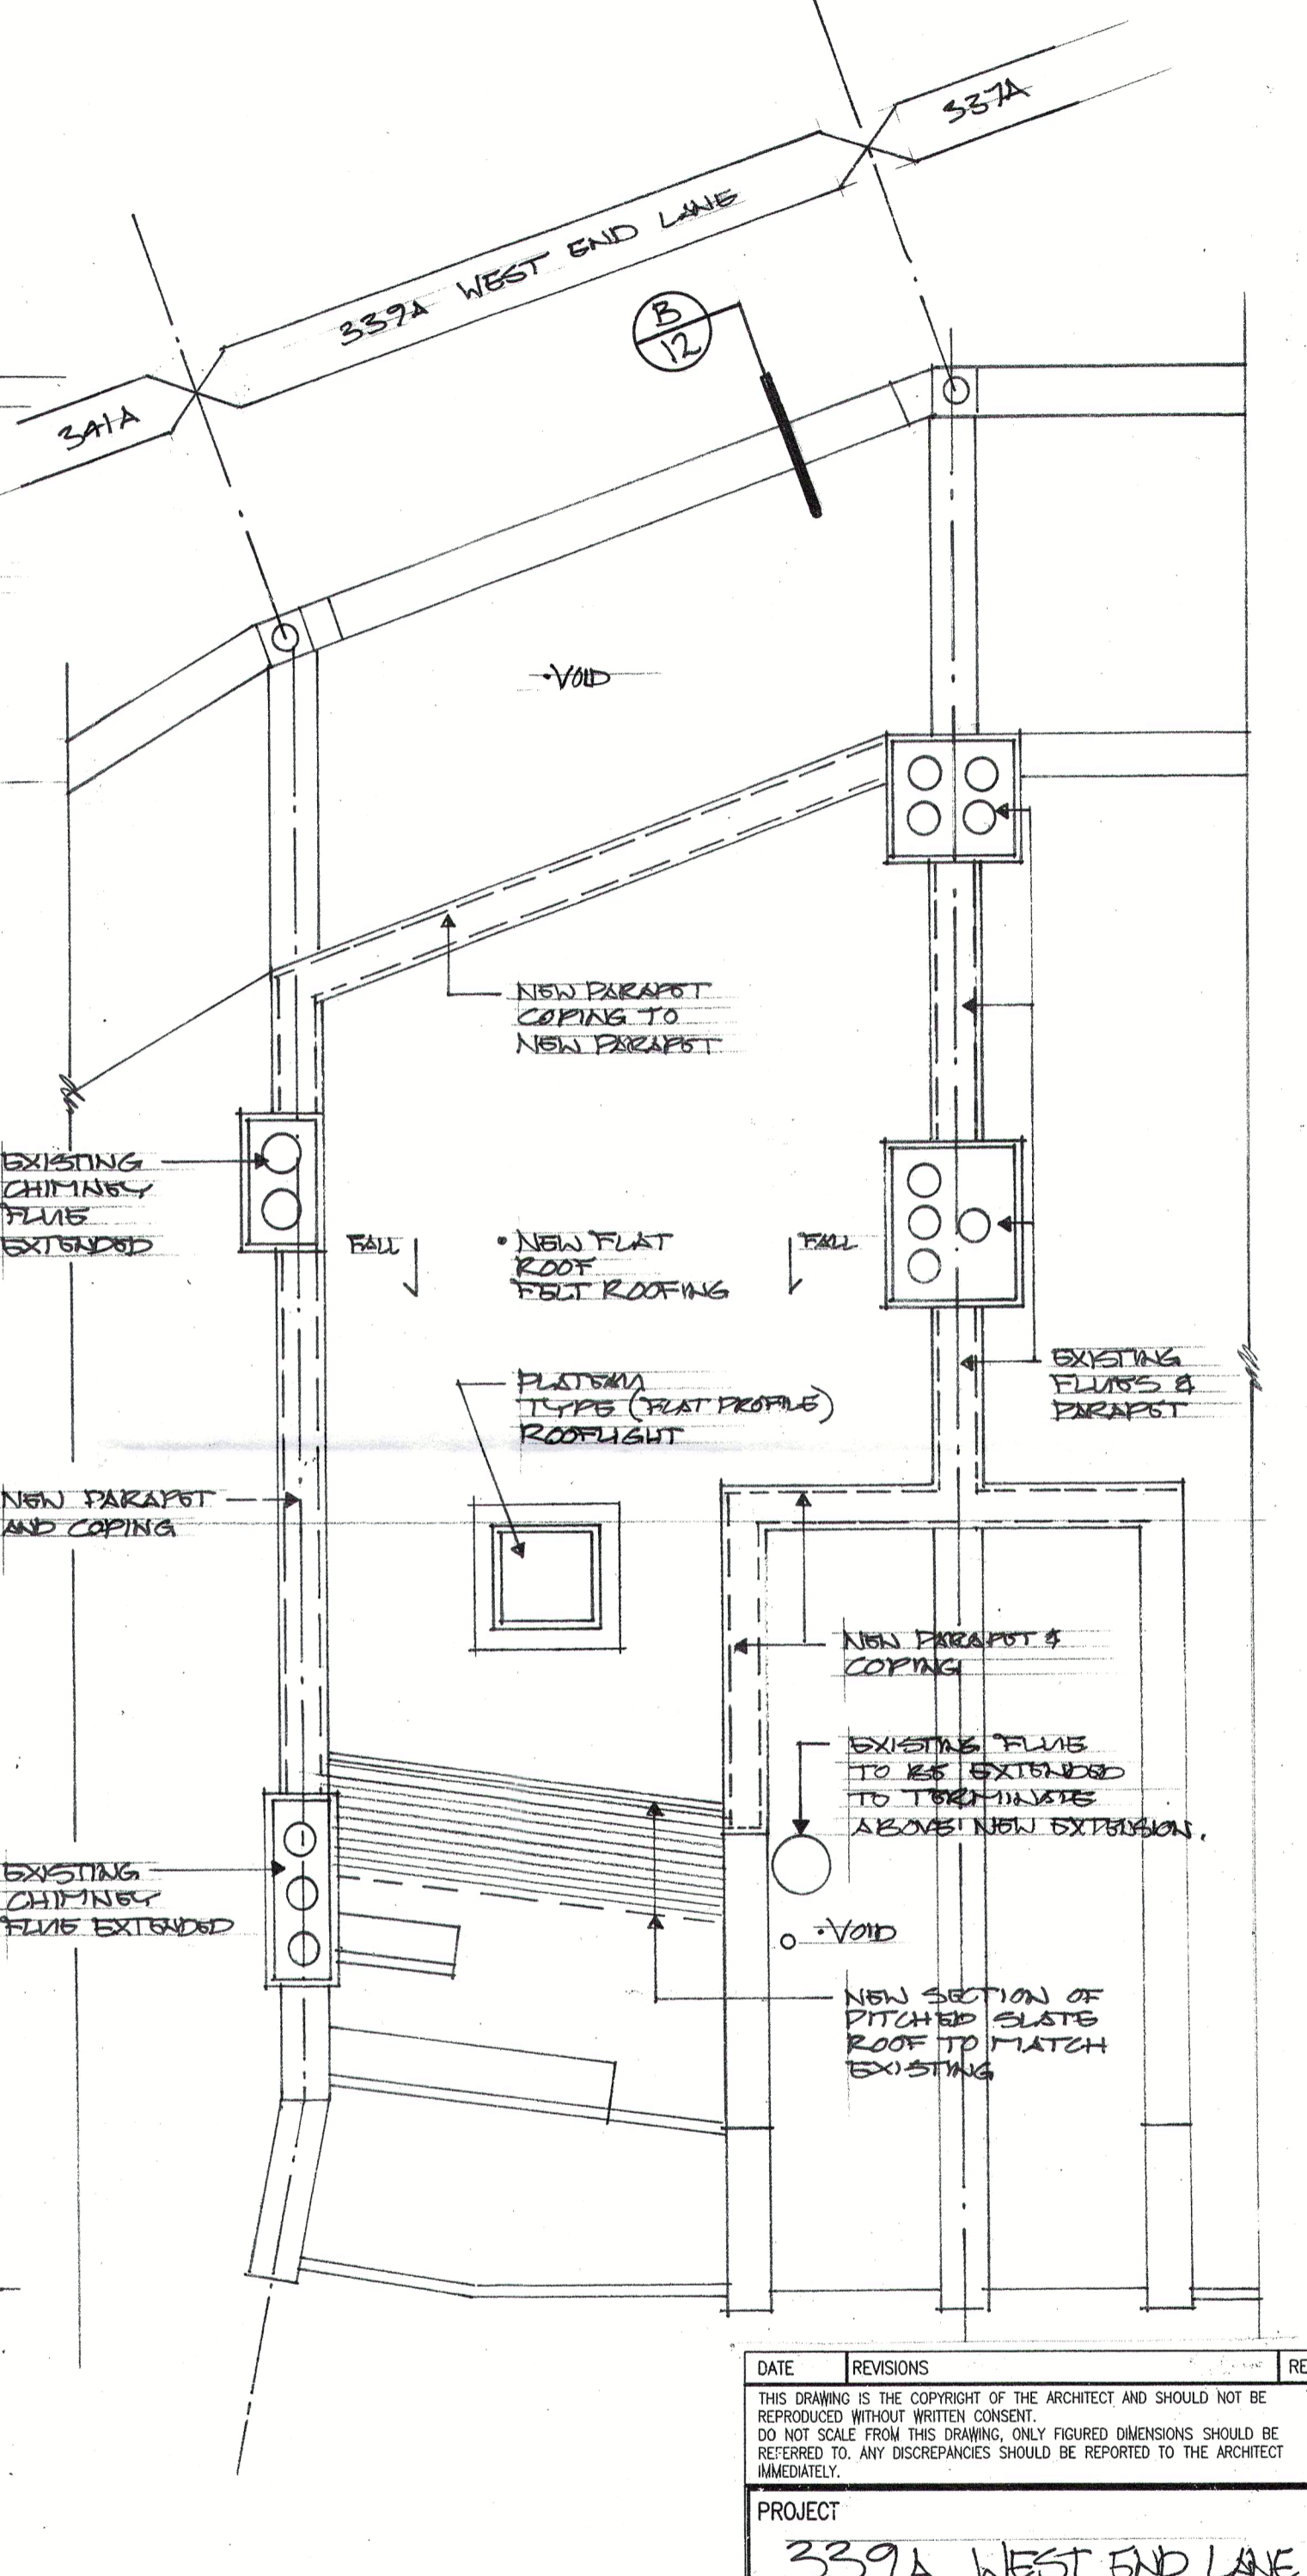 337A
339A WEST END LANE
B
12
341A
·VOID
NEW PARAPET
COPING TO
NEW PARAPET
EXISTING
CHIMNEY
FLUE
EXTENDED
FALL
• NEW FLAT
ROOF
FELT ROOFING
FALL
EXISTING
FLUES &
PARAPET
PLATEAU
TYPE (FLAT PROFILE)
ROOFLIGHT
NEW PARAPET
AND COPING
NEW PARAPET &
COPING
EXISTING FLUE
TO BE EXTENDED
TO TERMINATE
ABOVE NEW EXTENSION.
EXISTING
CHIMNEY
FLUE EXTENDED
·VOID
NEW SECTION OF
PITCHED SLATE
ROOF TO MATCH
EXISTING
DATE REVISIONS RE
THIS DRAWING IS THE COPYRIGHT OF THE ARCHITECT AND SHOULD NOT BE
REPRODUCED WITHOUT WRITTEN CONSENT.
DO NOT SCALE FROM THIS DRAWING, ONLY FIGURED DIMENSIONS SHOULD BE
REFERRED TO. ANY DISCREPANCIES SHOULD BE REPORTED TO THE ARCHITECT
IMMEDIATELY.
PROJECT
339A WEST END LANE